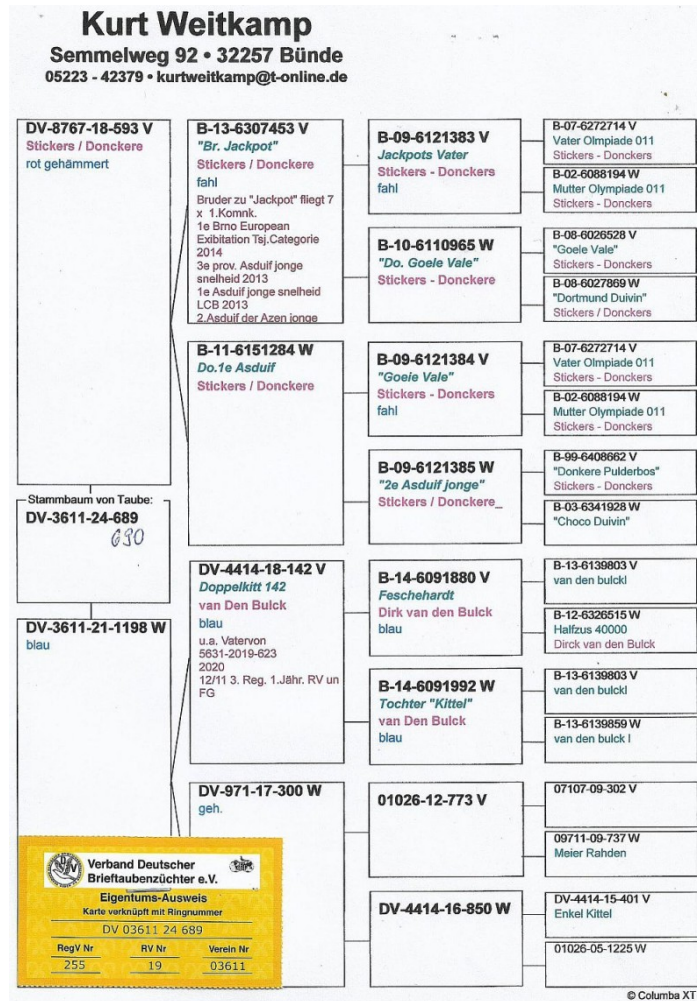 Kurt Weitkamp
Semmelweg 92 • 32257 Bünde
05223 - 42379 • kurtweitkamp@t-online.de
DV-8767-18-593 V
Stickers / Donckere
rot gehämmert
Stammbaum von Taube:
DV-3611-24-689
690
DV-3611-21-1198 W
blau
B-13-6307453 V
"Br. Jackpot"
Stickers / Donckere
fahl
Bruder zu "Jackpot" fliegt 7
x 1.Komnk.
1e Brno European
Exibitation Tsj.Categorie
2014
3e prov. Asduif jonge
snelheid 2013
1e Asduif jonge snelheid
LCB 2013
2.Asduif der Azen jonge
B-11-6151284 W
Do.1e Asduif
Stickers / Donckere
DV-4414-18-142 V
Doppelkitt 142
van Den Bulck
blau
u.a. Vatervon
5631-2019-623
2020
12/11 3. Reg. 1.Jähr. RV un
FG
DV-971-17-300 W
geh.
B-09-6121383 V
Jackpots Vater
Stickers - Donckers
fahl
B-10-6110965 W
"Do. Goele Vale"
Stickers - Donckere
B-09-6121384 V
"Goeie Vale"
Stickers - Donckers
fahl
B-09-6121385 W
"2e Asduif jonge"
Stickers / Donckere_
B-14-6091880 V
Feschehardt
Dirk van den Bulck
blau
B-14-6091992 W
Tochter "Kittel"
van Den Bulck
blau
01026-12-773 V
DV-4414-16-850 W
B-07-6272714 V
Vater Olmpiade 011
Stickers - Donckers
B-02-6088194 W
Mutter Olympiade 011
Stickers - Donckers
B-08-6026528 V
"Goele Vale"
Stickers - Donckers
B-08-6027869 W
"Dortmund Duivin"
Stickers / Donckers
B-07-6272714 V
Vater Olmpiade 011
Stickers - Donckers
B-02-6088194 W
Mutter Olympiade 011
Stickers - Donckers
B-99-6408662 V
"Donkere Pulderbos"
Stickers - Donckers
B-03-6341928 W
"Choco Duivin"
B-13-6139803 V
van den bulckl
B-12-6326515 W
Halfzus 40000
Dirck van den Bulck
B-13-6139803 V
van den bulckl
B-13-6139859 W
van den bulck l
07107-09-302 V
09711-09-737 W
Meier Rahden
DV-4414-15-401 V
Enkel Kittel
01026-05-1225 W
Verband Deutscher
Brieftaubenzüchter e.V.
Eigentums-Ausweis
Karte verknüpft mit Ringnummer
DV 03611 24 689
RegV Nr RV Nr Verein Nr
255 19 03611
© Columba XT